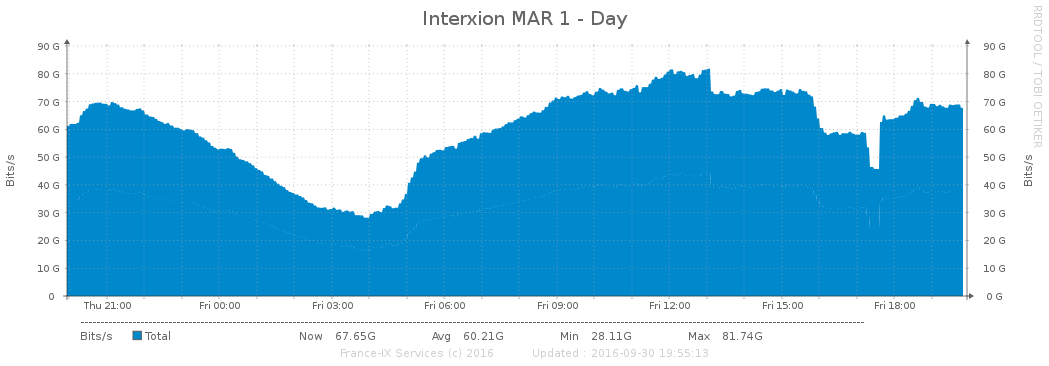 Interxion MAR 1 - Day
RRDTOOL / TOBI OETIKER
Bits/s
90 G 90 G
80 G 80 G
70 G 70 G
60 G 60 G
50 G 50 G
40 G 40 G
30 G 30 G
20 G 20 G
10 G 10 G
0 0 G
Bits/s
Thu 21:00 Fri 00:00 Fri 03:00 Fri 06:00 Fri 09:00 Fri 12:00 Fri 15:00 Fri 18:00
Bits/s Total Now 67.65G Avg 60.21G Min 28.11G Max 81.74G
France-IX Services (c) 2016 Updated : 2016-09-30 19:55:13